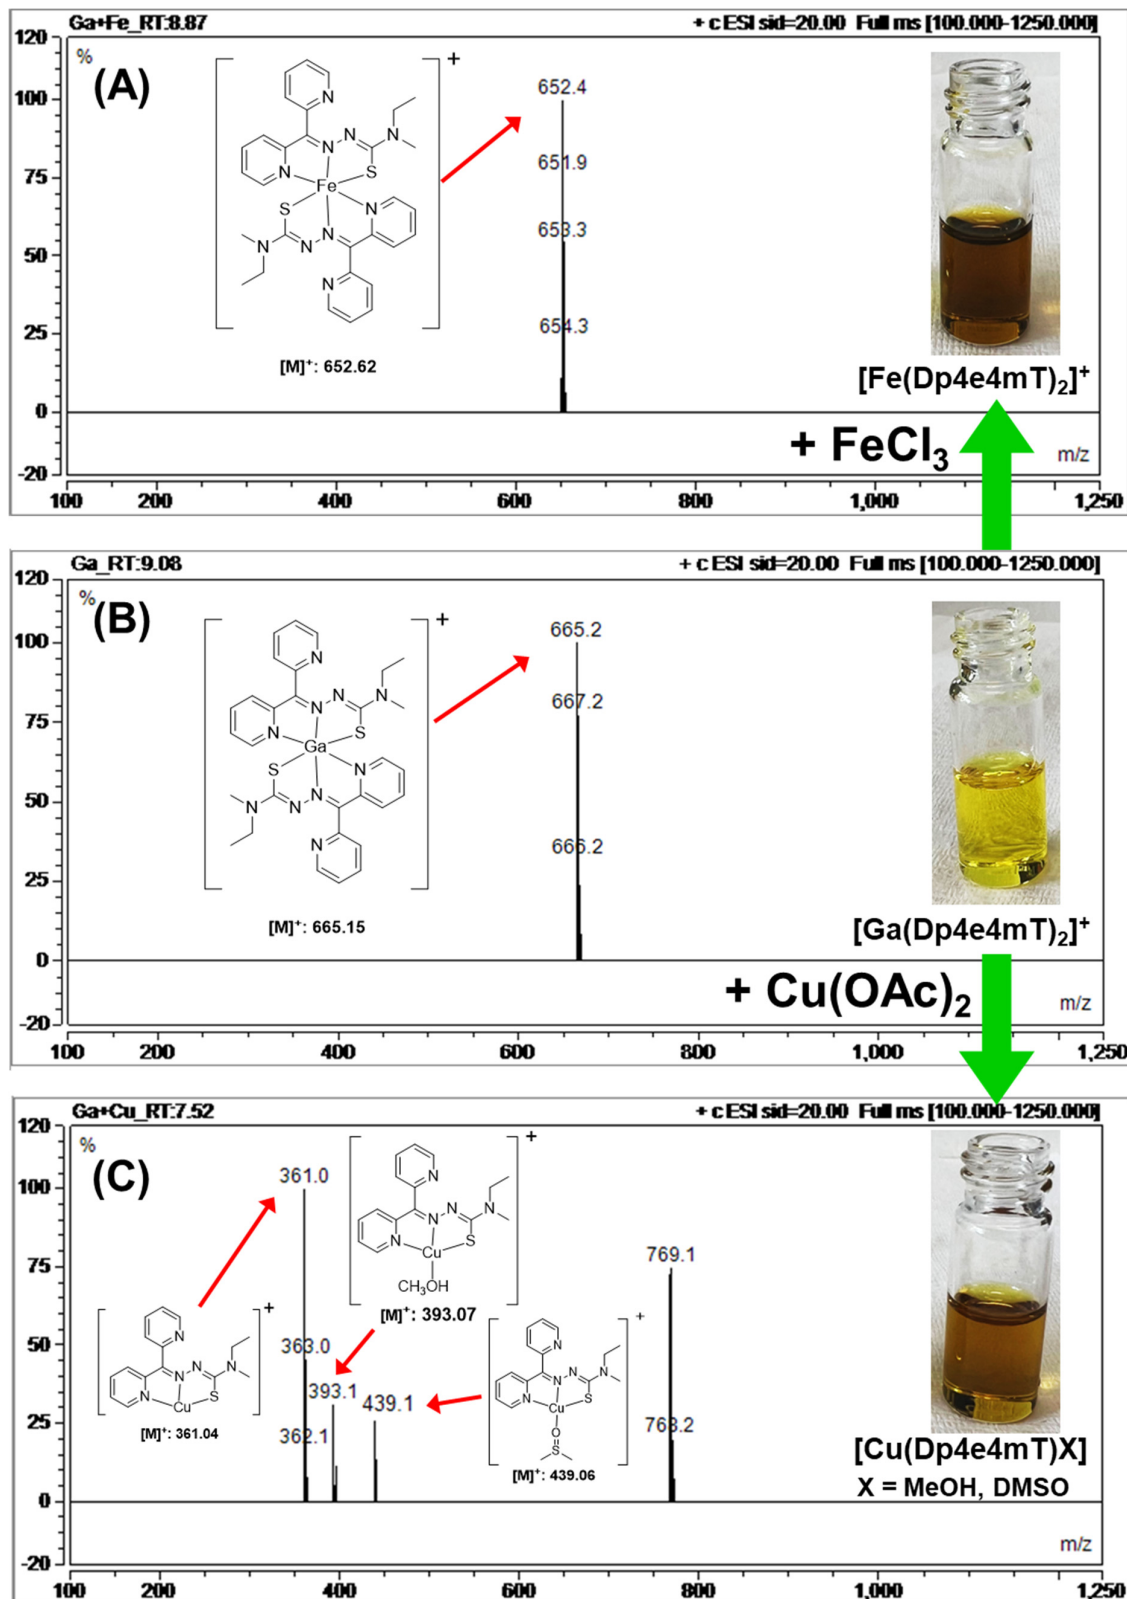 Ga+Fe_RT:8.87 + c ESI sid=20.00 Full ms [100.000-1250.000]
120
%
(A)
+
100
75
50
25
0
-20
N
N
N
N
S
N
Fe
S
N
N
N
N
N
N
[M]⁺: 652.62
652.4
651.9
653.3
654.3
[Fe(Dp4e4mT)₂]⁺
+ FeCl₃
m/z
100 200 400 600 800 1,000 1,250
Ga_RT:9.08 + c ESI sid=20.00 Full ms [100.000-1250.000]
120
%
(B)
+
100
75
50
25
0
-20
N
N
N
N
N
S
Ga
S
N
N
N
N
N
[M]⁺: 665.15
665.2
667.2
666.2
[Ga(Dp4e4mT)₂]⁺
+ Cu(OAc)₂
m/z
100 200 400 600 800 1,000 1,250
Ga+Cu_RT:7.52 + c ESI sid=20.00 Full ms [100.000-1250.000]
120
%
(C)
100
75
50
25
0
-20
361.0
363.0
362.1
393.1
439.1
769.1
768.2
+
N
N
N
N
N
S
Cu
CH₃OH
[M]⁺: 393.07
+
N
N
N
N
N
S
Cu
[M]⁺: 361.04
+
N
N
N
N
N
S
Cu
O
S
[M]⁺: 439.06
[Cu(Dp4e4mT)X]
X = MeOH, DMSO
m/z
100 200 400 600 800 1,000 1,250